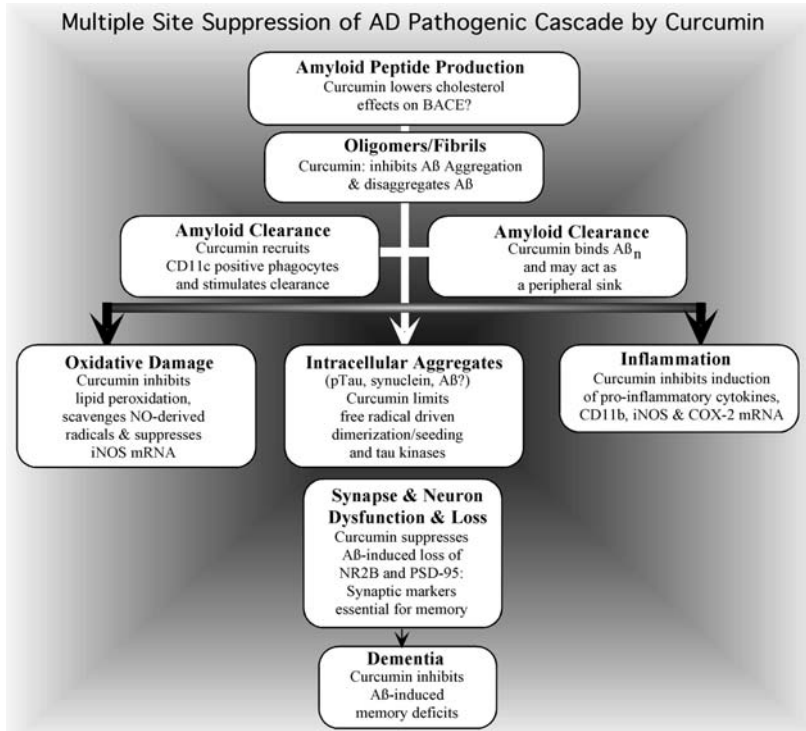 Multiple Site Suppression of AD Pathogenic Cascade by Curcumin
Amyloid Peptide Production
Curcumin lowers cholesterol
effects on BACE?
Oligomers/Fibrils
Curcumin: inhibits Aß Aggregation
& disaggregates Aß
Amyloid Clearance
Curcumin recruits
CD11c positive phagocytes
and stimulates clearance
Amyloid Clearance
Curcumin binds Aßn
and may act as
a peripheral sink
Oxidative Damage
Curcumin inhibits
lipid peroxidation,
scavenges NO-derived
radicals & suppresses
iNOS mRNA
Intracellular Aggregates
(pTau, synuclein, Aß?)
Curcumin limits
free radical driven
dimerization/seeding
and tau kinases
Inflammation
Curcumin inhibits induction
of pro-inflammatory cytokines,
CD11b, iNOS & COX-2 mRNA
Synapse & Neuron
Dysfunction & Loss
Curcumin suppresses
Aß-induced loss of
NR2B and PSD-95:
Synaptic markers
essential for memory
Dementia
Curcumin inhibits
Aß-induced
memory deficits